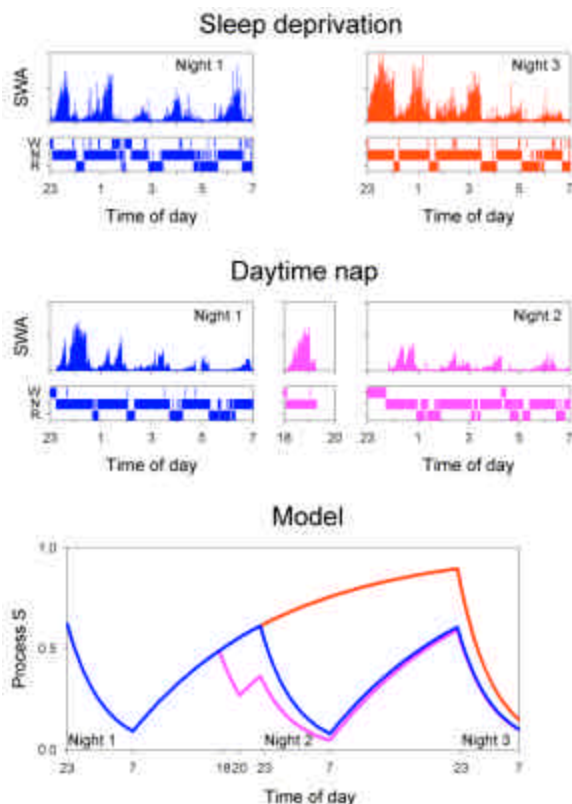 Sleep deprivation
SWA
Night 1
Night 3
W
N
R
23 1 3 5 7
23 1 3 5 7
Time of day
Time of day
Daytime nap
SWA
Night 1
Night 2
W
N
R
23 1 3 5 7
18 20
23 1 3 5 7
Time of day
Time of day
Model
Process S
1.0
0.5
0.0
Night 1
Night 2
Night 3
23 7 18 20 23 7 23 7
Time of day